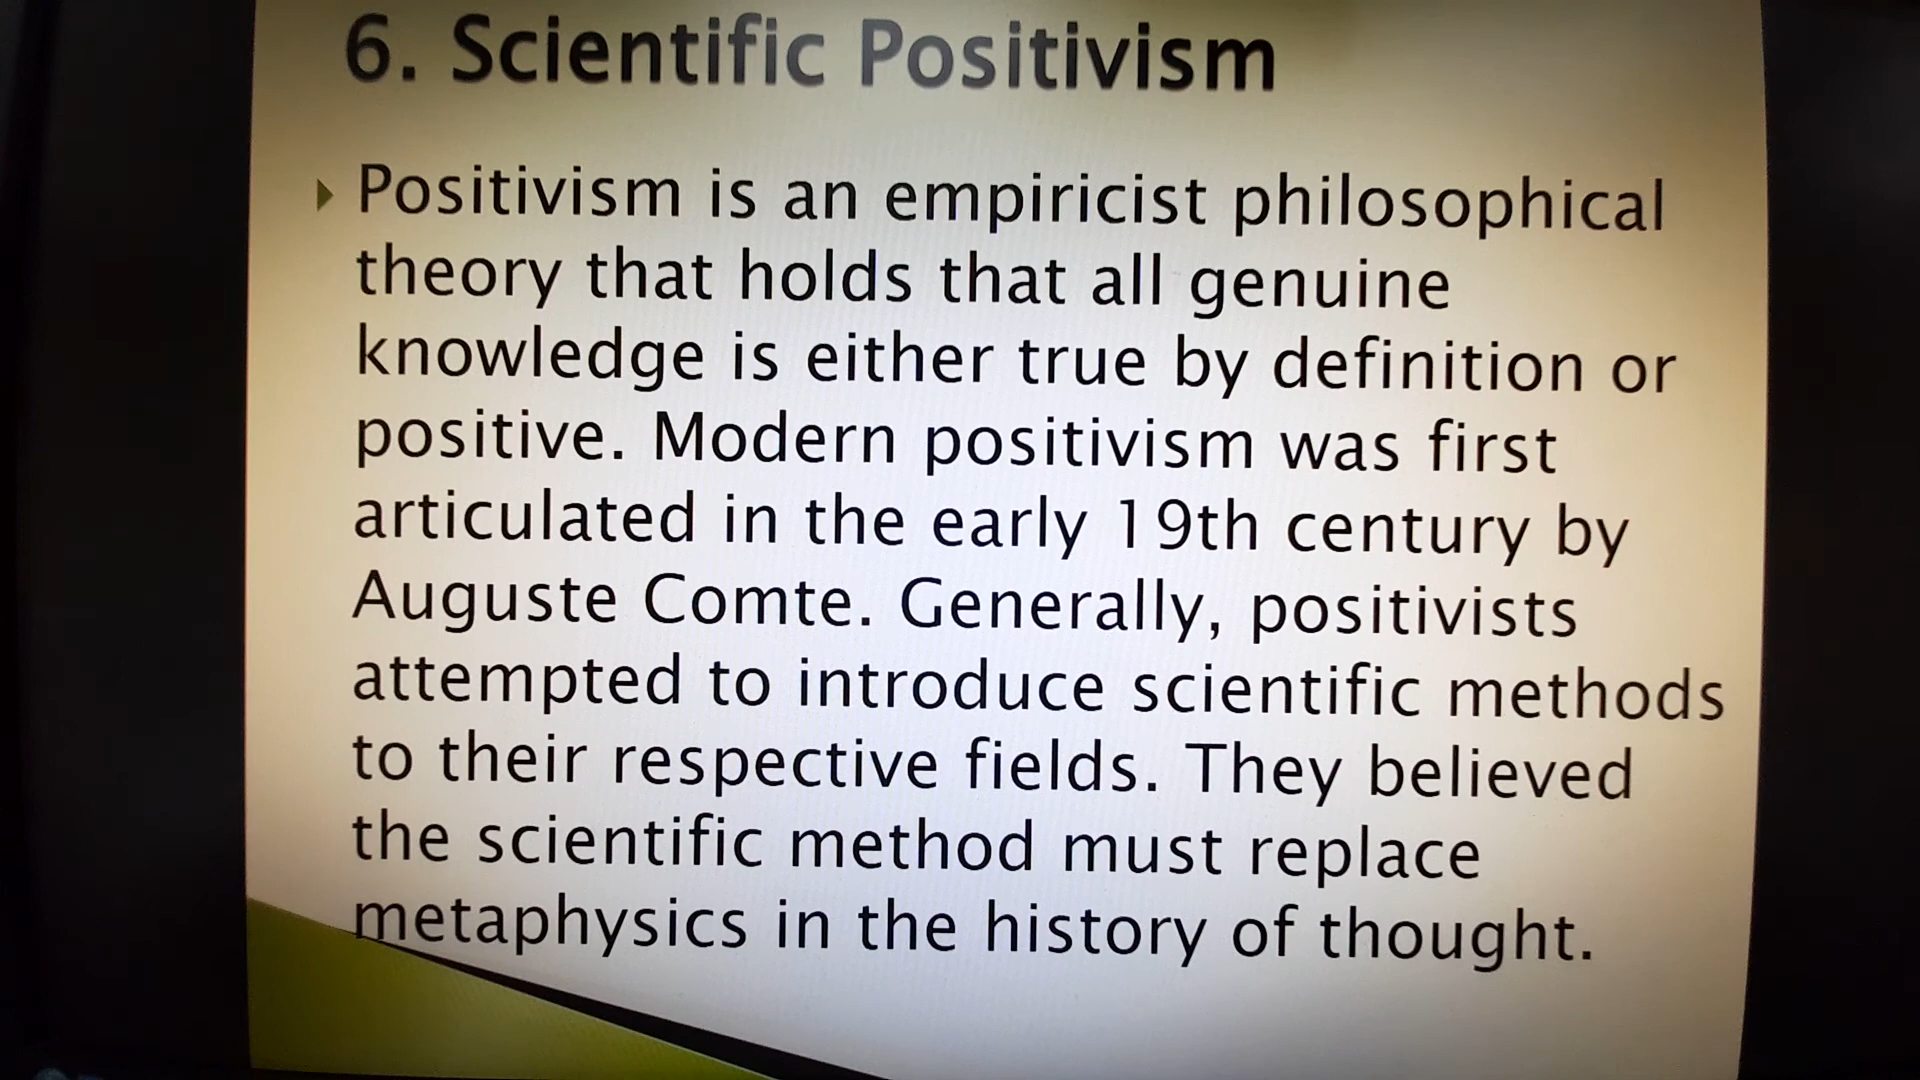 6. Scientific Positivism
Positivism is an empiricist philosophical
theory that holds that all genuine
knowledge is either true by definition or
positive. Modern positivism was first
articulated in the early 19th century by
Auguste Comte. Generally, positivists
attempted to introduce scientific methods
to their respective fields. They believed
the scientific method must replace
metaphysics in the history of thought.